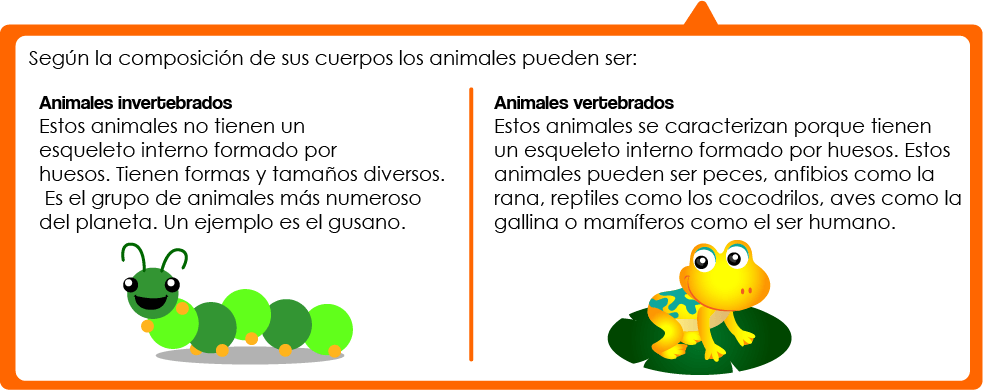 Según la composición de sus cuerpos los animales pueden ser:
Animales invertebrados
Estos animales no tienen un
esqueleto interno formado por
huesos. Tienen formas y tamaños diversos.
Es el grupo de animales más numeroso
del planeta. Un ejemplo es el gusano.
Animales vertebrados
Estos animales se caracterizan porque tienen
un esqueleto interno formado por huesos. Estos
animales pueden ser peces, anfibios como la
rana, reptiles como los cocodrilos, aves como la
gallina o mamíferos como el ser humano.